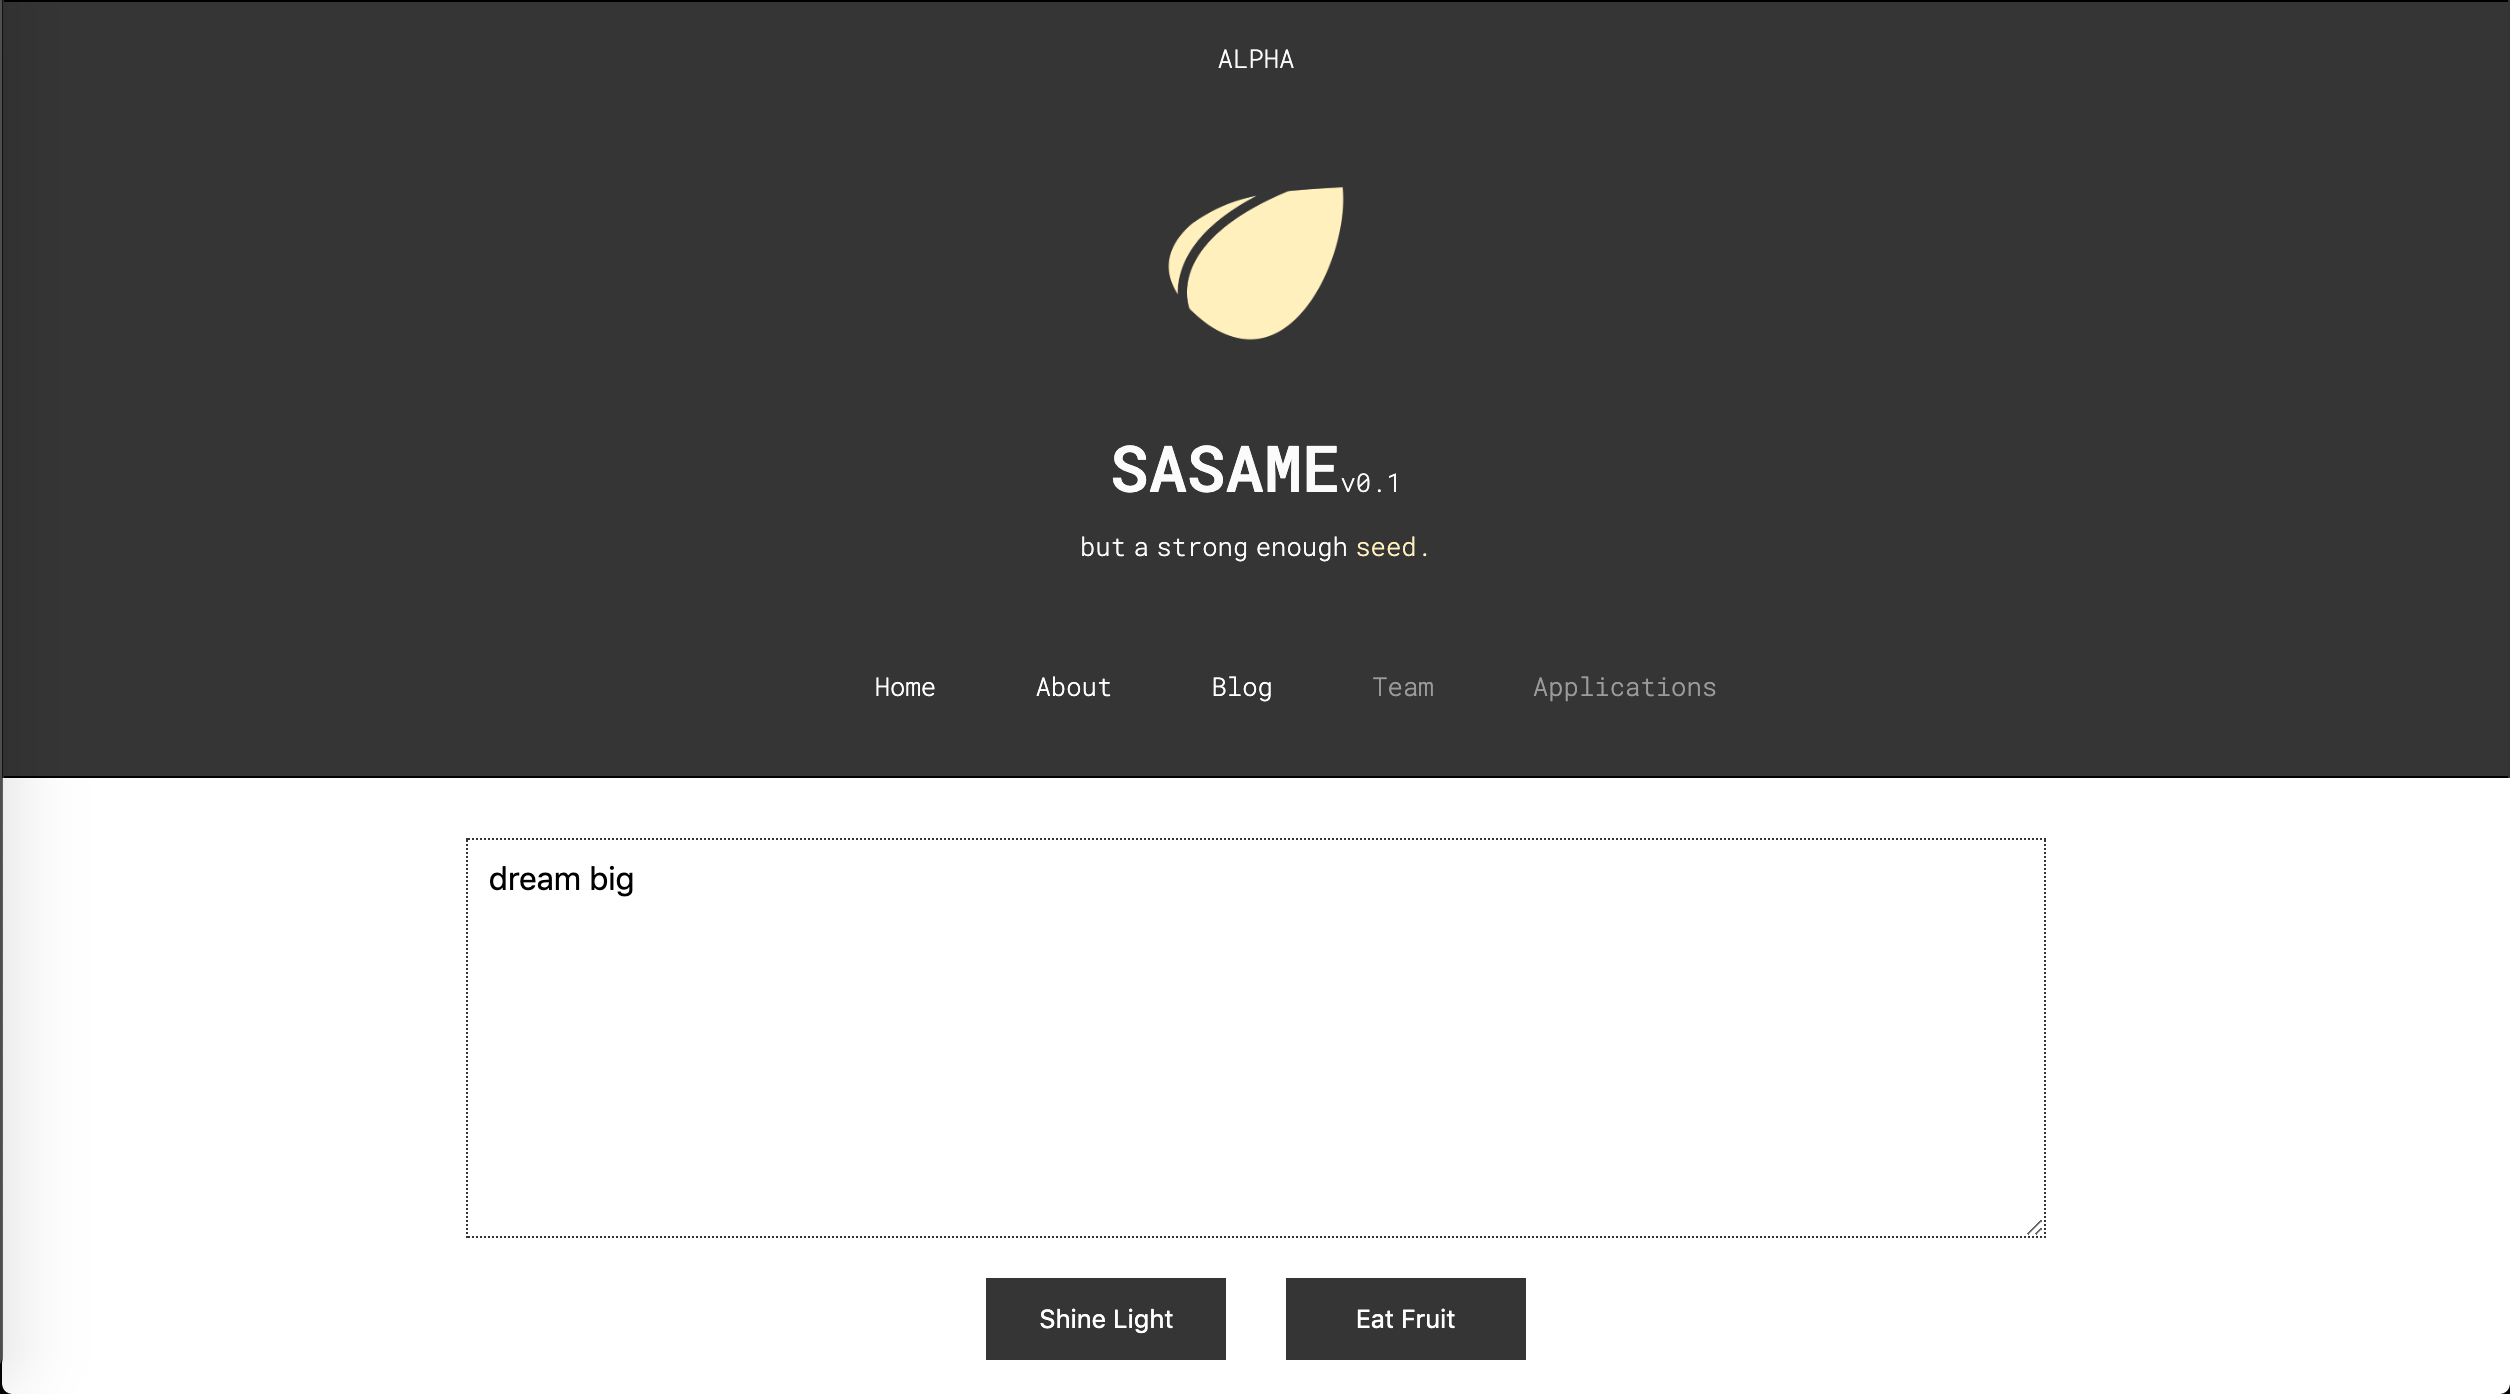 ALPHA
SASAMEv0.1
but a strong enough seed.
Home About Blog Team Applications
dream big
Shine Light Eat Fruit